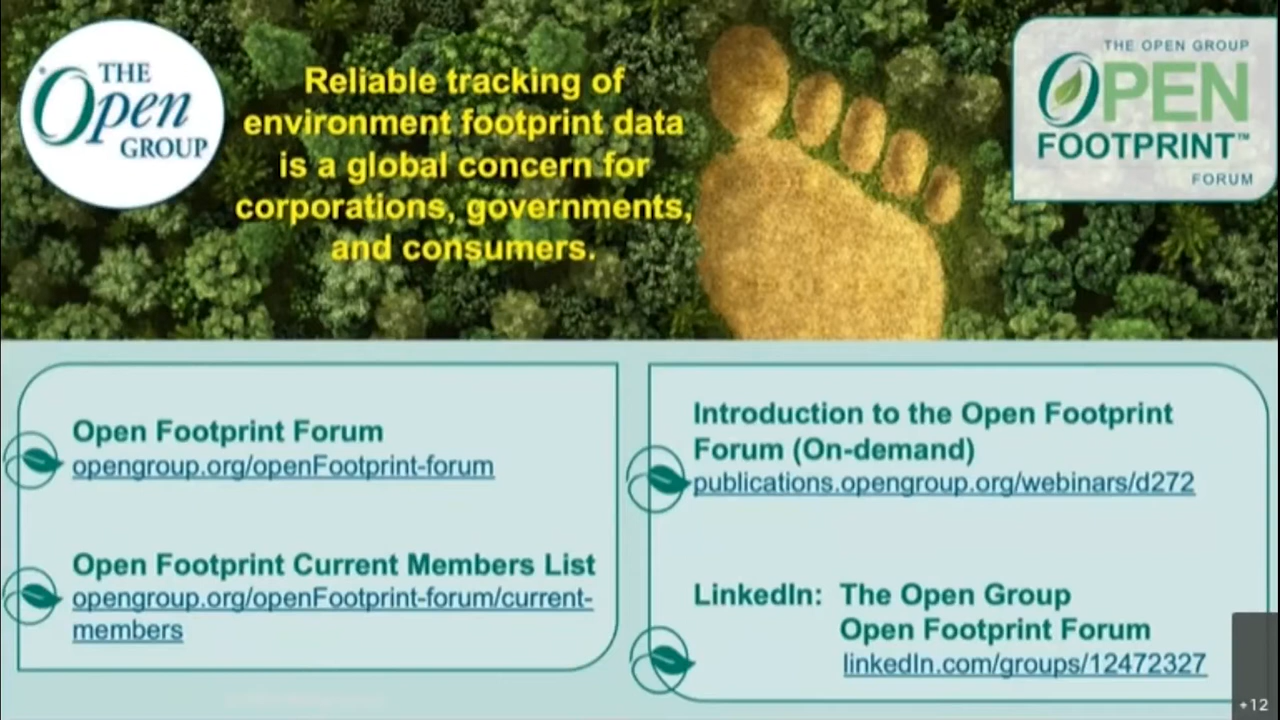 THE
Open
GROUP
Reliable tracking of
environment footprint data
is a global concern for
corporations, governments,
and consumers.
THE OPEN GROUP
OPEN
FOOTPRINT™
FORUM
Open Footprint Forum
opengroup.org/openFootprint-forum
Open Footprint Current Members List
opengroup.org/openFootprint-forum/current-
members
Introduction to the Open Footprint
Forum (On-demand)
publications.opengroup.org/webinars/d272
LinkedIn: The Open Group
Open Footprint Forum
linkedIn.com/groups/12472327
+12